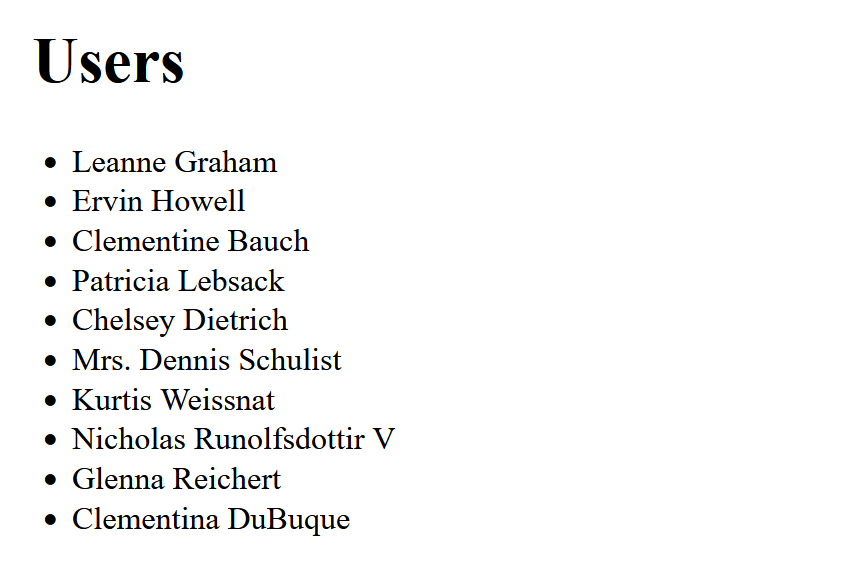 Users
Leanne Graham
Ervin Howell
Clementine Bauch
Patricia Lebsack
Chelsey Dietrich
Mrs. Dennis Schulist
Kurtis Weissnat
Nicholas Runolfsdottir V
Glenna Reichert
Clementina DuBuque